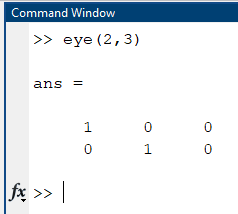 Command Window
>> eye(2,3)
ans =
1 0 0
0 1 0
fx >>